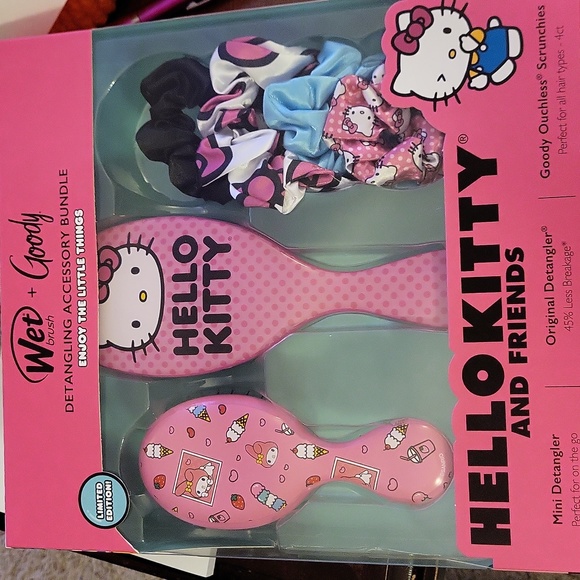 Wet brush + Goody
DETANGLING ACCESSORY BUNDLE
ENJOY THE LITTLE THINGS
LIMITED
EDITION!
HELLO
KITTY
HELLO KITTY®
AND FRIENDS
Mini Detangler
Perfect for on the go
Original Detangler®
45% Less Breakage*
Goody Ouchless® Scrunchies
Perfect for all hair types - 4ct